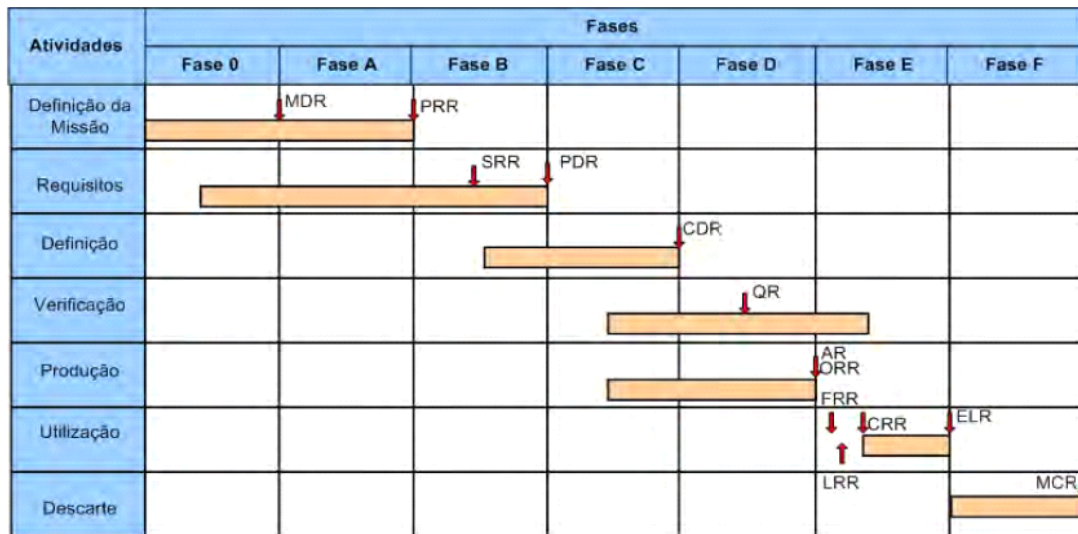 Atividades
Fases
Fase 0
Fase A
Fase B
Fase C
Fase D
Fase E
Fase F
Definição da
Missão
MDR
PRR
Requisitos
SRR
PDR
Definição
CDR
Verificação
QR
Produção
AR
ORR
FRR
Utilização
CRR
ELR
LRR
MCR
Descarte